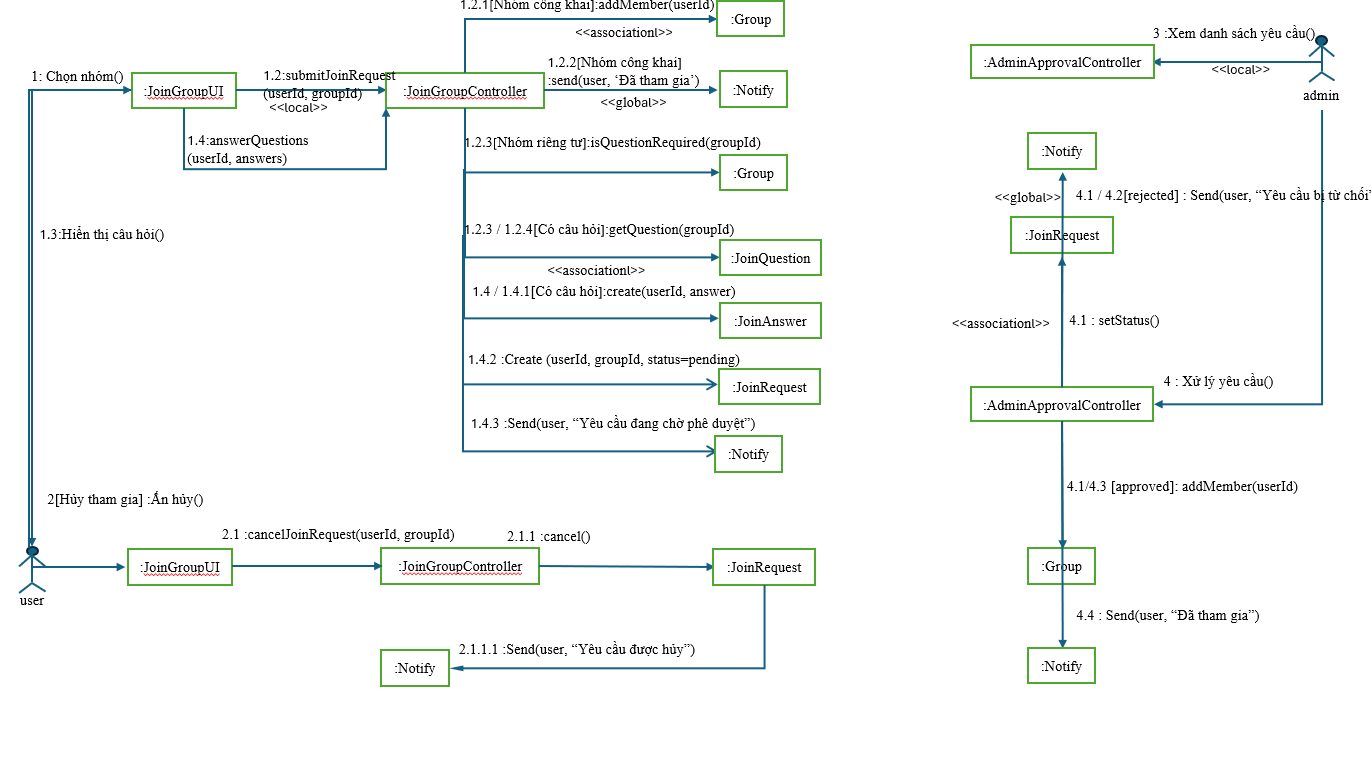 1.2.1[Nhóm công khai]:addMember(userId)
:Group
<<associationl>>
3 :Xem danh sách yêu cầu()
:AdminApprovalController
<<local>>
admin
1: Chọn nhóm()
:JoinGroupUI
1.2:submitJoinRequest
(userId, groupId)
<<local>>
:JoinGroupController
1.2.2[Nhóm công khai]
:send(user, ‘Đã tham gia’)
<<global>>
:Notify
1.4:answerQuestions
(userId, answers)
1.2.3[Nhóm riêng tư]:isQuestionRequired(groupId)
:Group
:Notify
<<global>>
4.1 / 4.2[rejected] : Send(user, “Yêu cầu bị từ chối”
:JoinRequest
1.3:Hiển thị câu hỏi()
1.2.3 / 1.2.4[Có câu hỏi]:getQuestion(groupId)
:JoinQuestion
<<associationl>>
1.4 / 1.4.1[Có câu hỏi]:create(userId, answer)
:JoinAnswer
<<associationl>>
4.1 : setStatus()
1.4.2 :Create (userId, groupId, status=pending)
:JoinRequest
4 : Xử lý yêu cầu()
:AdminApprovalController
1.4.3 :Send(user, “Yêu cầu đang chờ phê duyệt”)
:Notify
4.1/4.3 [approved]: addMember(userId)
2[Hủy tham gia] :Ấn hủy()
user
:JoinGroupUI
2.1 :cancelJoinRequest(userId, groupId)
:JoinGroupController
2.1.1 :cancel()
:JoinRequest
:Group
4.4 : Send(user, “Đã tham gia”)
2.1.1.1 :Send(user, “Yêu cầu được hủy”)
:Notify
:Notify